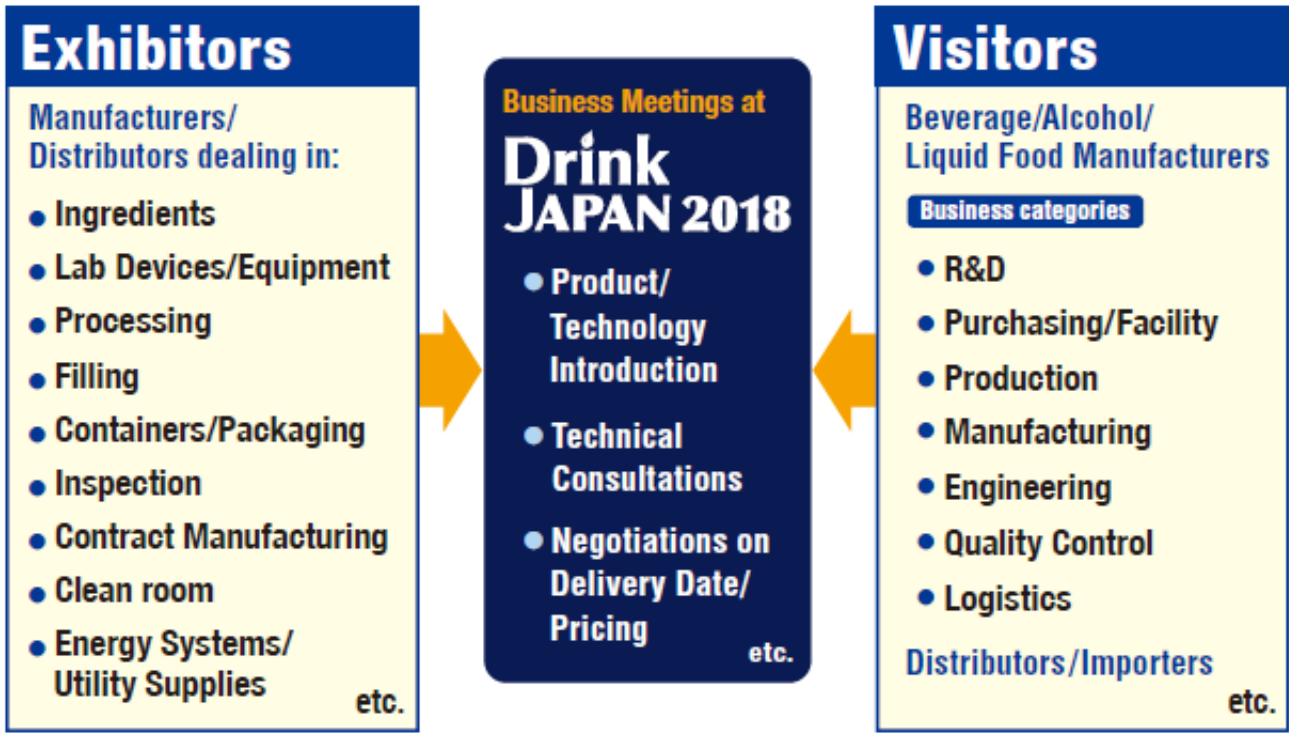 Exhibitors
Manufacturers/
Distributors dealing in:
● Ingredients
● Lab Devices/Equipment
● Processing
● Filling
● Containers/Packaging
● Inspection
● Contract Manufacturing
● Clean room
● Energy Systems/
Utility Supplies
etc.
Business Meetings at
Drink
JAPAN 2018
● Product/
Technology
Introduction
● Technical
Consultations
● Negotiations on
Delivery Date/
Pricing
etc.
Visitors
Beverage/Alcohol/
Liquid Food Manufacturers
Business categories
● R&D
● Purchasing/Facility
● Production
● Manufacturing
● Engineering
● Quality Control
● Logistics
Distributors/Importers
etc.